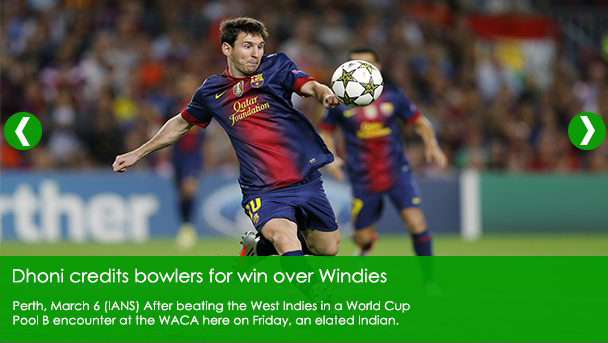 rther
Qatar
Foundation
10
Dhoni credits bowlers for win over Windies
Perth, March 6 (IANS) After beating the West Indies in a World Cup
Pool B encounter at the WACA here on Friday, an elated Indian.